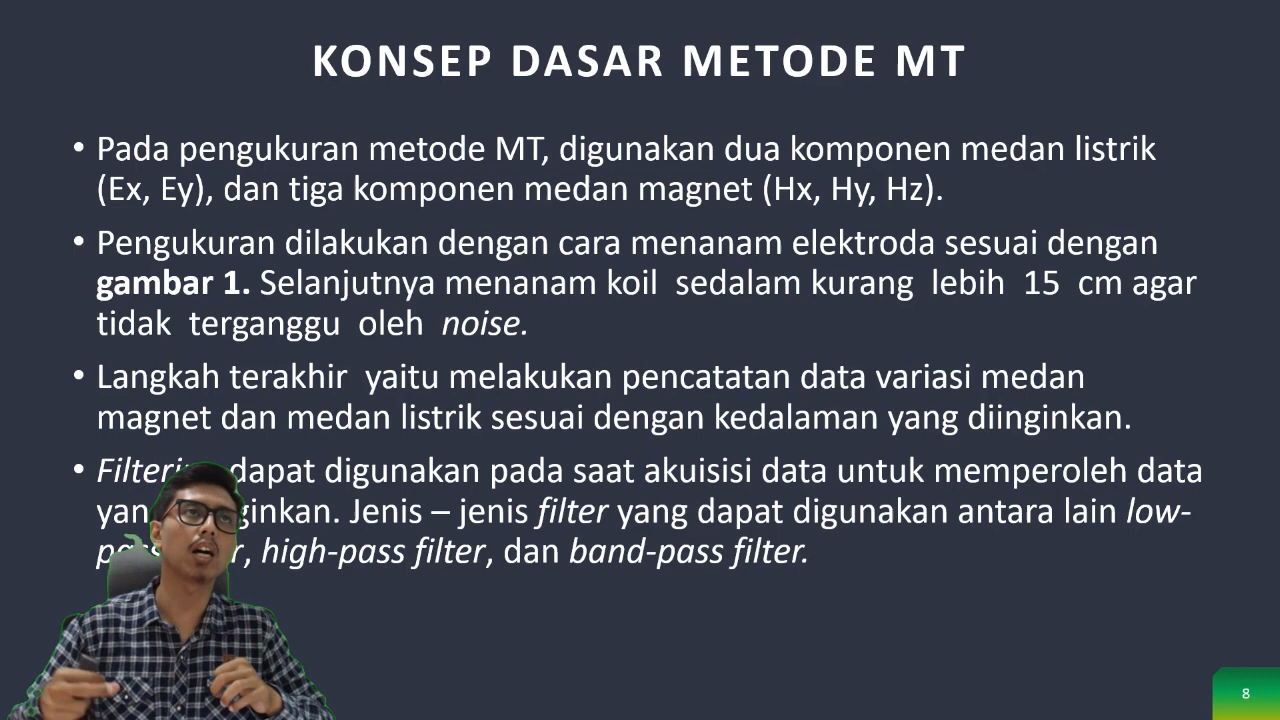 KONSEP DASAR METODE MT
• Pada pengukuran metode MT, digunakan dua komponen medan listrik
(Ex, Ey), dan tiga komponen medan magnet (Hx, Hy, Hz).
• Pengukuran dilakukan dengan cara menanam elektroda sesuai dengan
gambar 1. Selanjutnya menanam koil sedalam kurang lebih 15 cm agar
tidak terganggu oleh noise.
• Langkah terakhir yaitu melakukan pencatatan data variasi medan
magnet dan medan listrik sesuai dengan kedalaman yang diinginkan.
• dapat digunakan pada saat akuisisi data untuk memperoleh data
Jenis – jenis filter yang dapat digunakan antara lain low-
high-pass filter, dan band-pass filter.
8